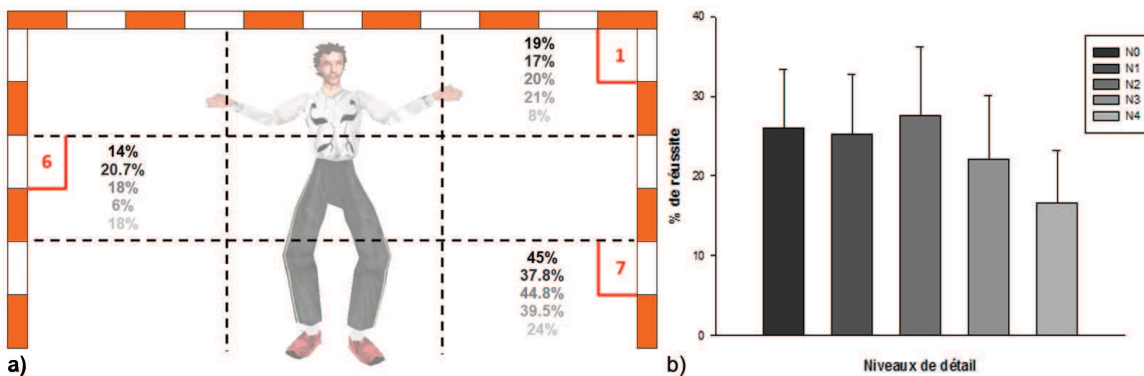 1
19%
17%
20%
21%
8%
6
14%
20.7%
18%
6%
18%
7
45%
37.8%
44.8%
39.5%
24%
a)
b)
% de réussite
40
30
20
10
0
Niveaux de détail
N0
N1
N2
N3
N4